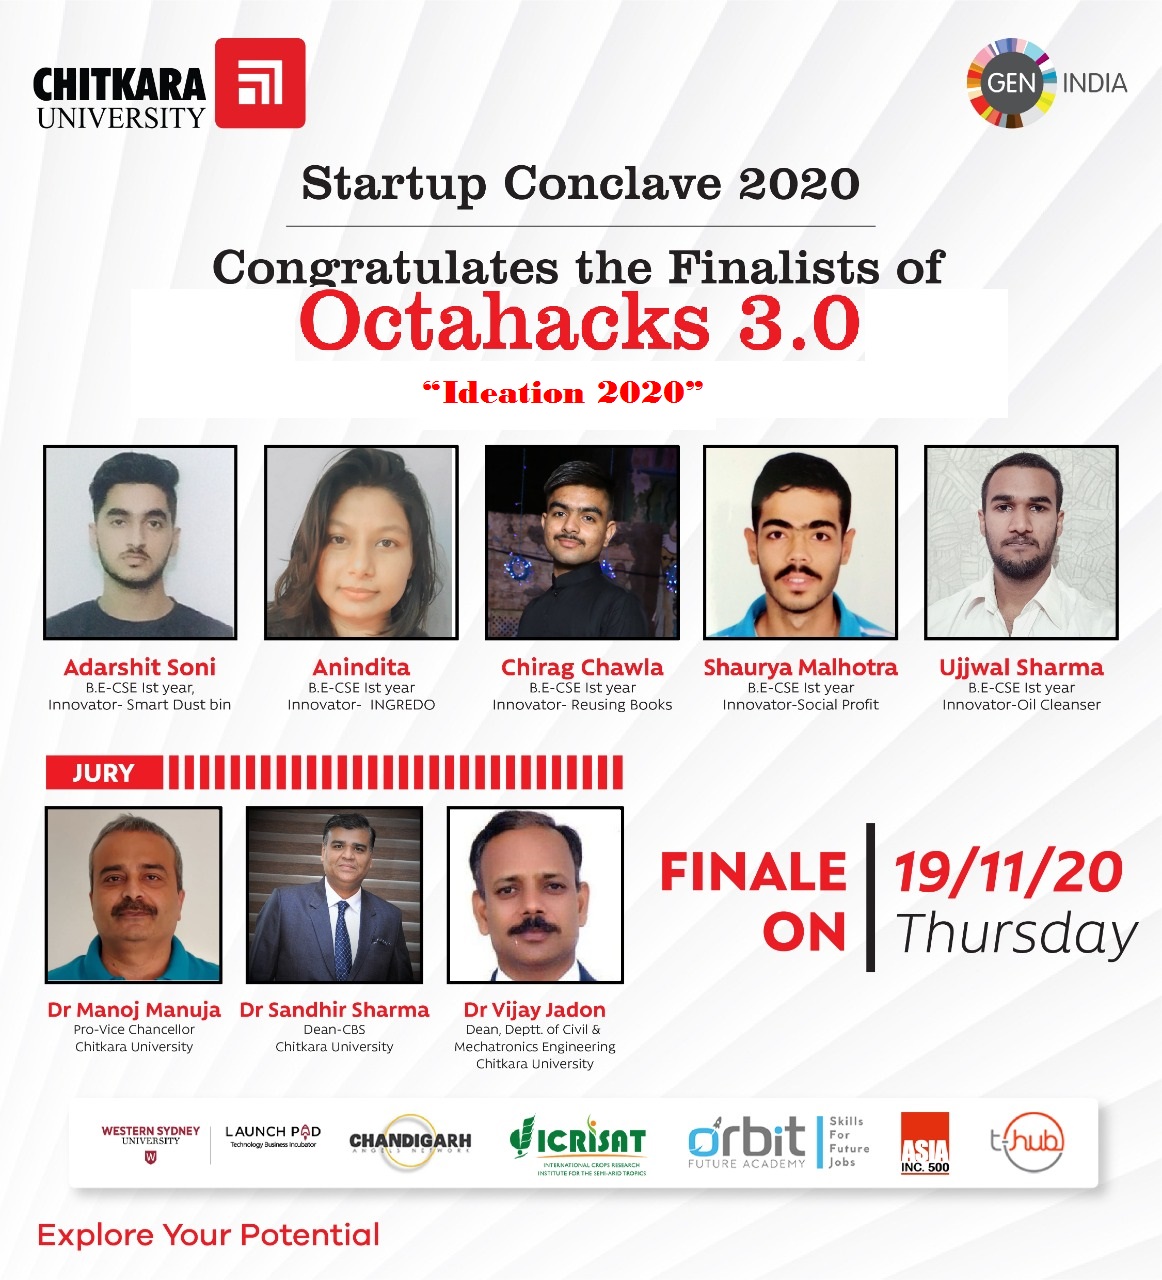 CHITKARA
UNIVERSITY
GEN INDIA
Startup Conclave 2020
Congratulates the Finalists of
Octahacks 3.0
“Ideation 2020”
Adarshit Soni
B.E-CSE Ist year,
Innovator- Smart Dust bin
Anindita
B.E-CSE Ist year
Innovator- INGREDO
Chirag Chawla
B.E-CSE Ist year
Innovator- Reusing Books
Shaurya Malhotra
B.E-CSE Ist year
Innovator-Social Profit
Ujjwal Sharma
B.E-CSE Ist year
Innovator-Oil Cleanser
JURY
Dr Manoj Manuja
Pro-Vice Chancellor
Chitkara University
Dr Sandhir Sharma
Dean-CBS
Chitkara University
Dr Vijay Jadon
Dean, Deptt. of Civil &
Mechatronics Engineering
Chitkara University
FINALE
ON
19/11/20
Thursday
WESTERN SYDNEY
UNIVERSITY
W
LAUNCH PAD
Technology Business Incubator
CHANDIGARH
ANGELS NETWORK
ICRISAT
INTERNATIONAL CROPS RESEARCH
INSTITUTE FOR THE SEMI-ARID TROPICS
orbit
FUTURE ACADEMY
Skills
For
Future
Jobs
ASIA
INC. 500
t-hub
Explore Your Potential